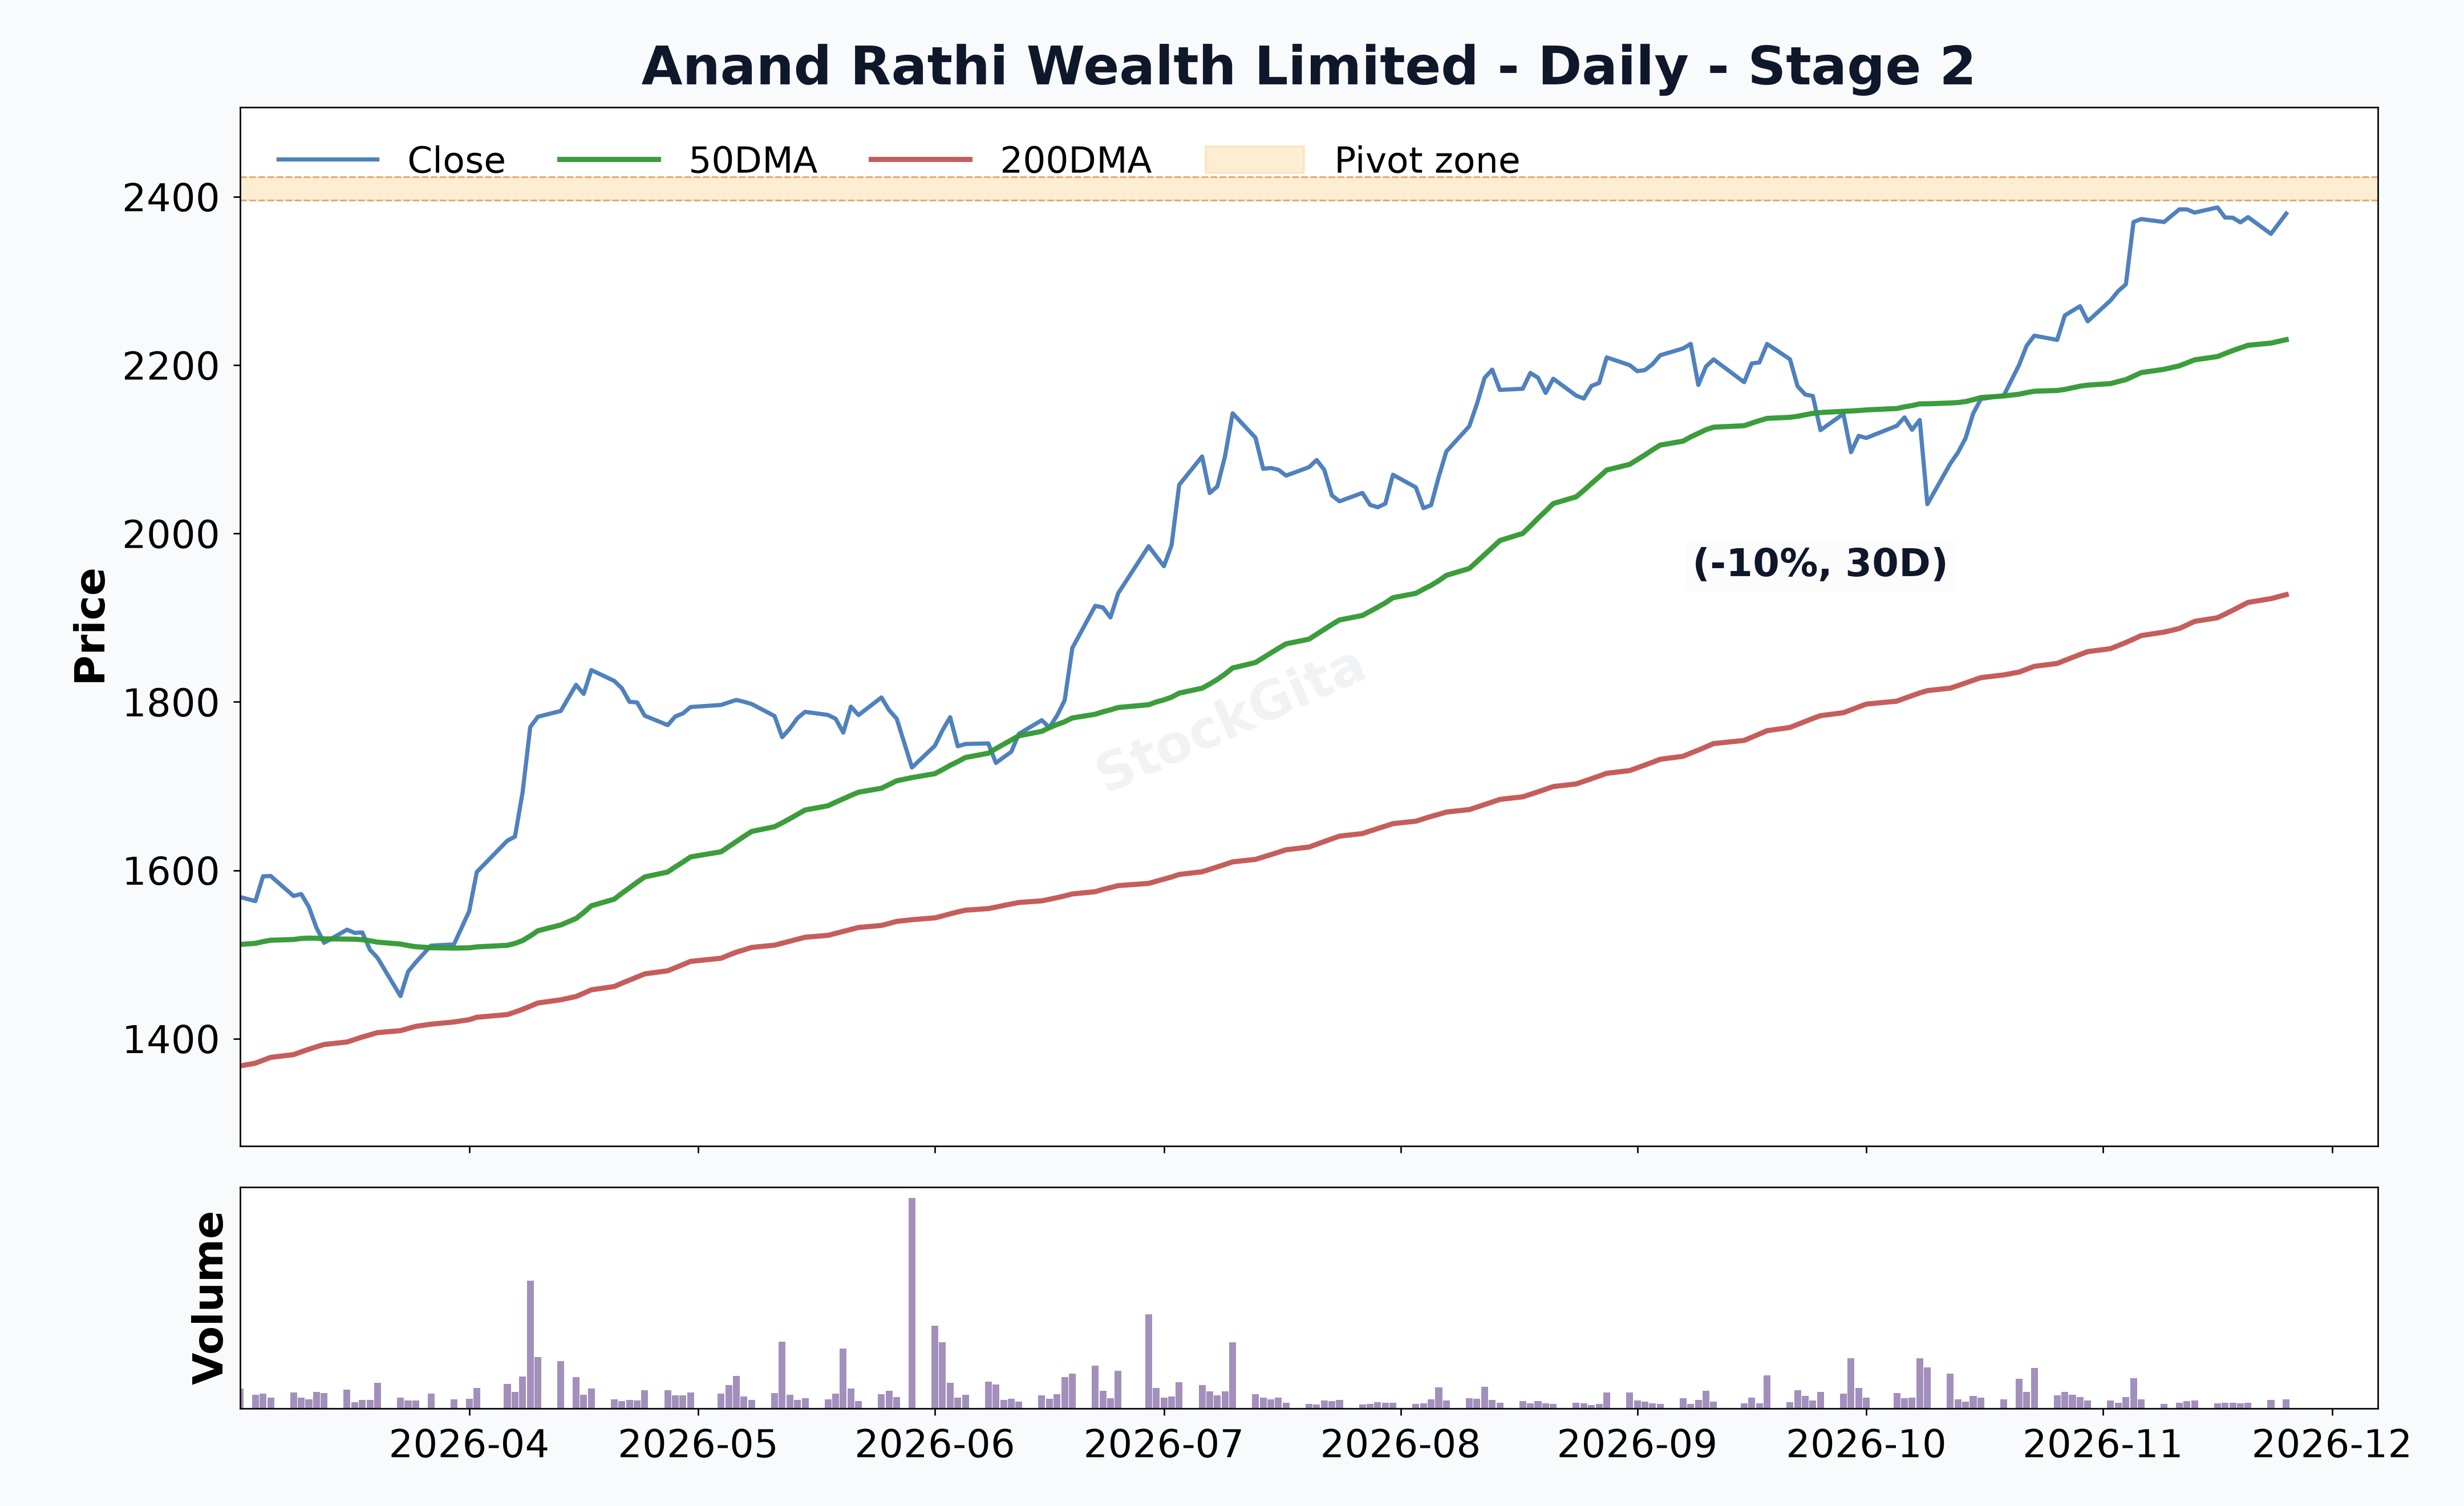 Anand Rathi Wealth Limited - Daily - Stage 2
Close 50DMA 200DMA Pivot zone
2400
2200
2000
1800
1600
1400
Price
(-10%, 30D)
StockGita
Volume
2026-04 2026-05 2026-06 2026-07 2026-08 2026-09 2026-10 2026-11 2026-12